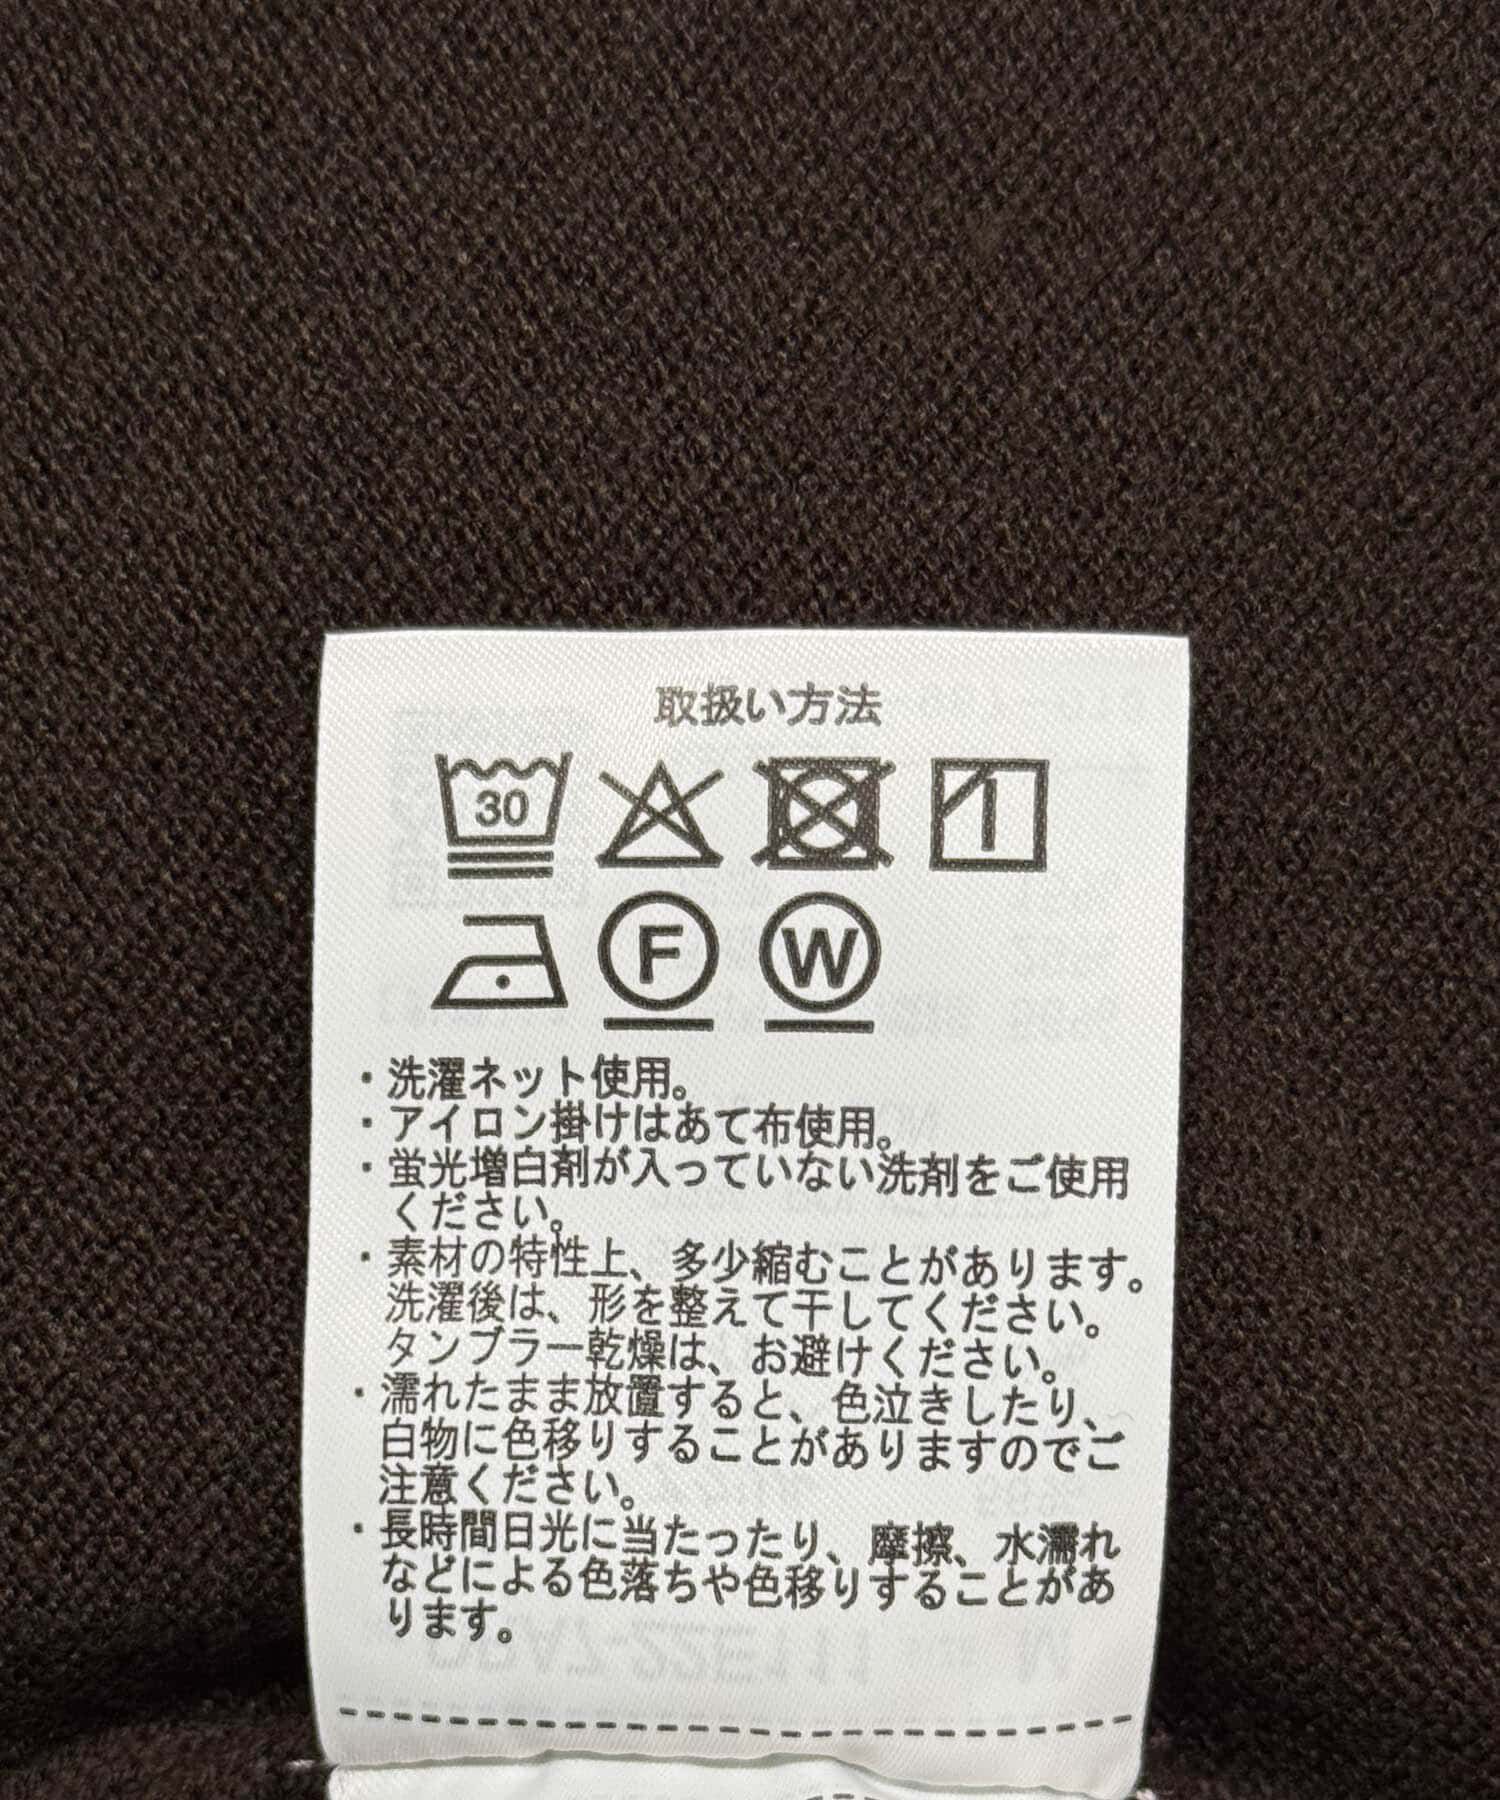 取扱い方法
30
F W
・洗濯ネット使用。
・アイロン掛けはあて布使用。
・蛍光増白剤が入っていない洗剤をご使用
ください。
・素材の特性上、多少縮むことがあります。
洗濯後は、形を整えて干してください。
タンブラー乾燥は、お避けください。
・濡れたまま放置すると、色泣きしたり、
白物に色移りすることがありますのでご
注意ください。
・長時間日光に当たったり、摩擦、水濡れ
などによる色落ちや色移りすることがあ
ります。